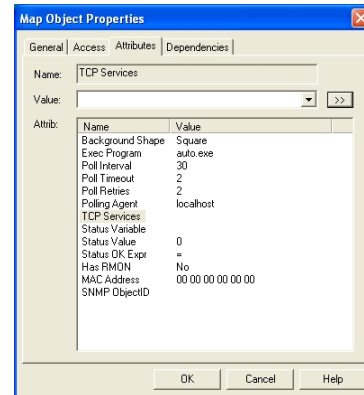 Map Object Properties
General Access Attributes Dependencies
Name: TCP Services
Value: >>
Attrib: Name Value
Background Shape Square
Exec Program auto.exe
Poll Interval 30
Poll Timeout 2
Poll Retries 2
Polling Agent localhost
TCP Services
Status Variable
Status Value 0
Status OK Expr =
Has RMON No
MAC Address 00 00 00 00 00 00
SNMP ObjectID
OK Cancel Help